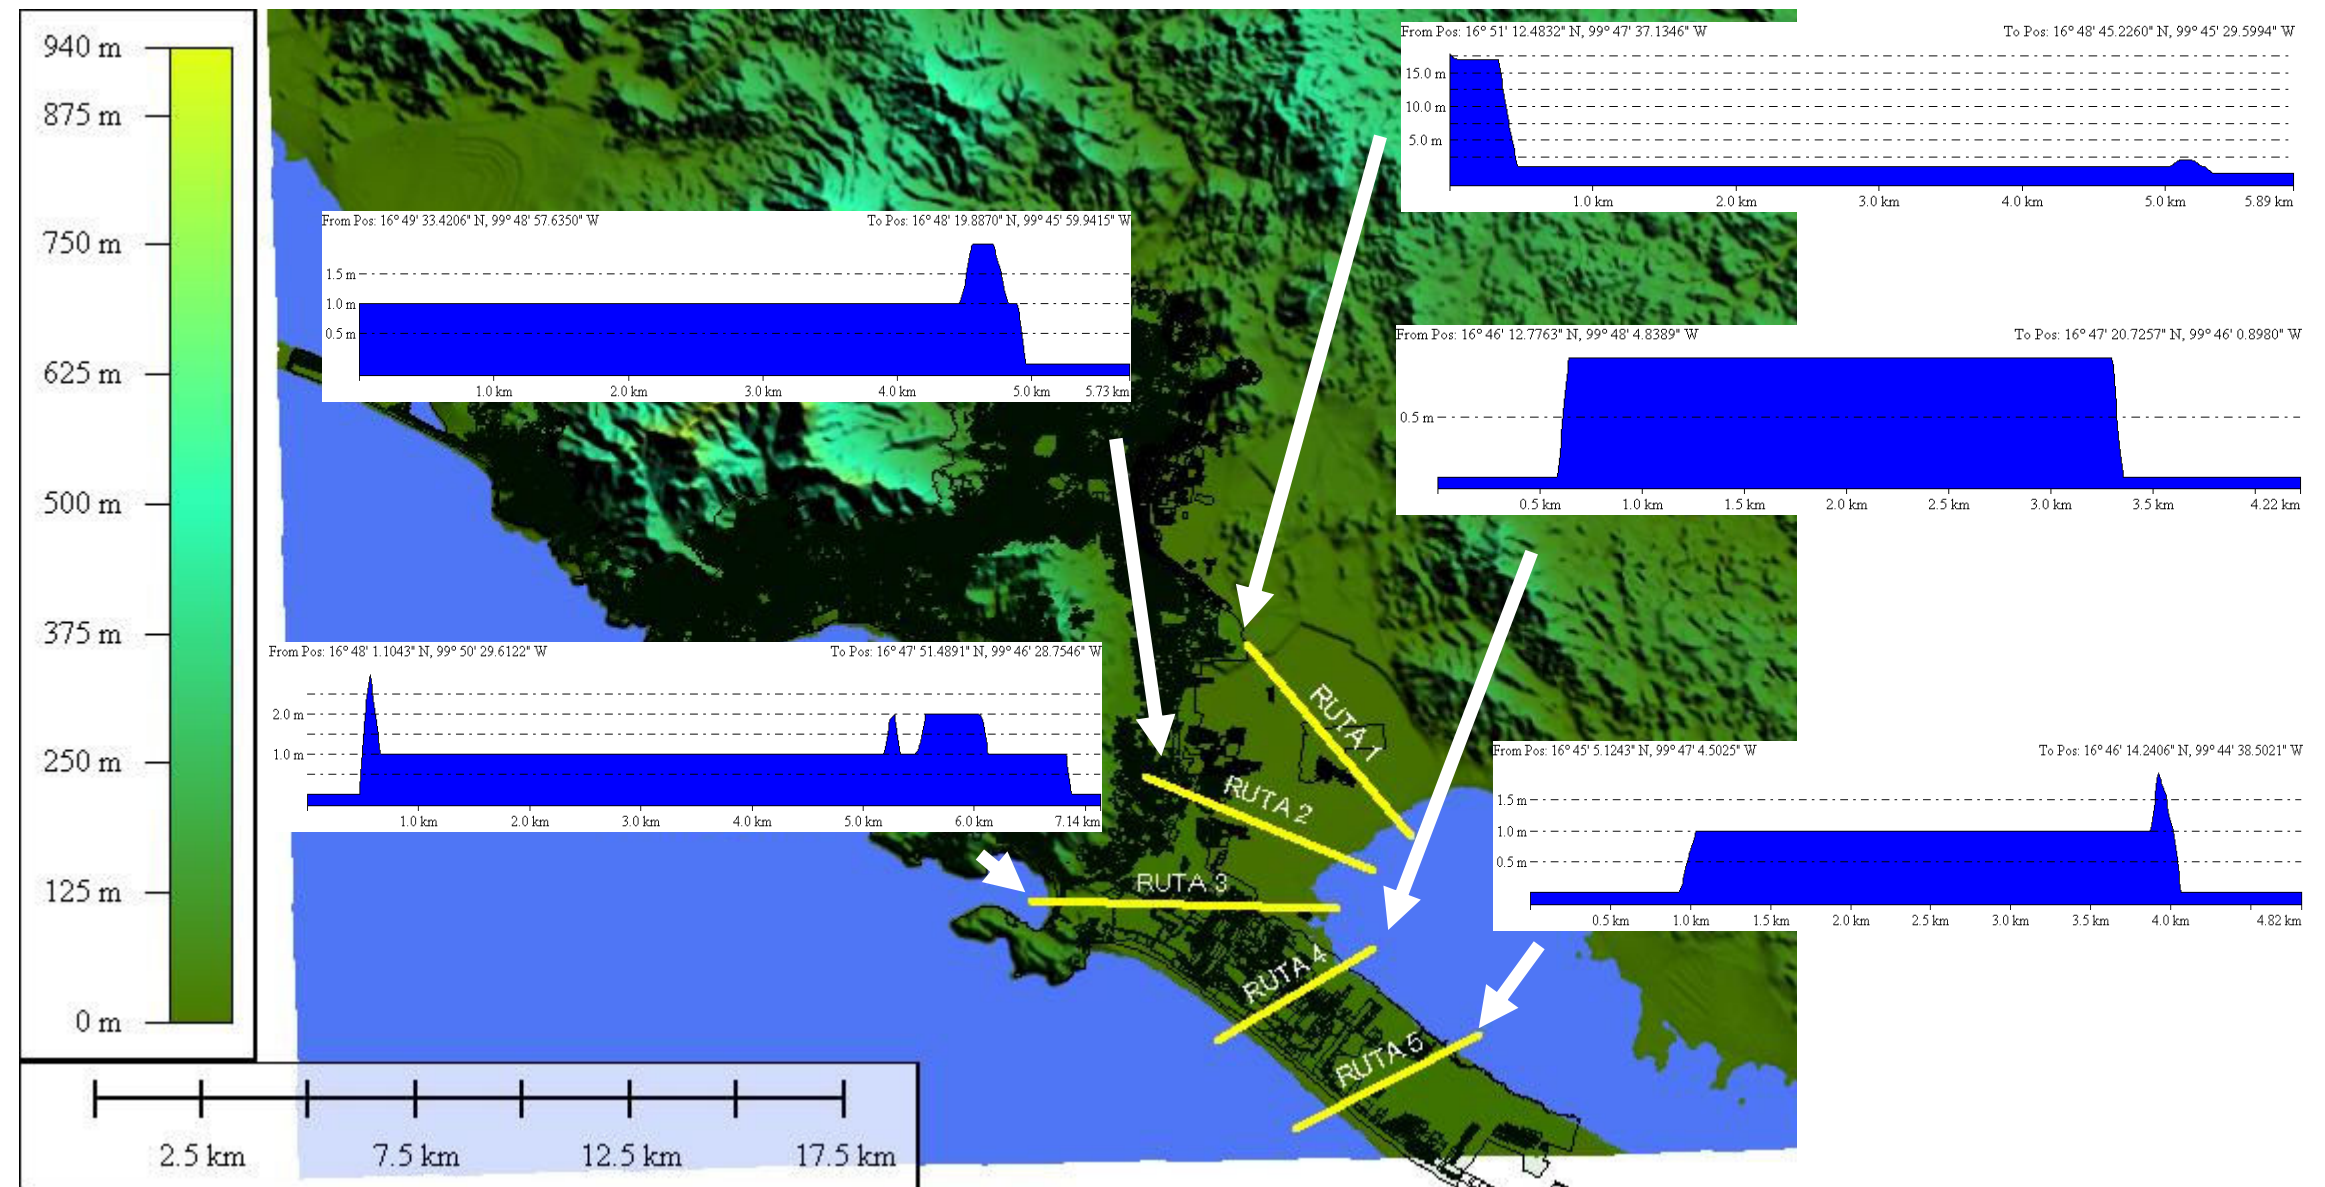 940 m
875 m
750 m
625 m
500 m
375 m
250 m
125 m
0 m
2.5 km 7.5 km 12.5 km 17.5 km
From Pos: 16° 51' 12.4832" N, 99° 47' 37.1346" W To Pos: 16° 48' 45.2260" N, 99° 45' 29.5994" W
15.0 m
10.0 m
5.0 m
1.0 km 2.0 km 3.0 km 4.0 km 5.0 km 5.89 km
From Pos: 16° 49' 33.4206" N, 99° 48' 57.6350" W To Pos: 16° 48' 19.8870" N, 99° 45' 59.9415" W
1.5 m
1.0 m
0.5 m
1.0 km 2.0 km 3.0 km 4.0 km 5.0 km 5.73 km
From Pos: 16° 46' 12.7763" N, 99° 48' 4.8389" W To Pos: 16° 47' 20.7257" N, 99° 46' 0.8980" W
0.5 m
0.5 km 1.0 km 1.5 km 2.0 km 2.5 km 3.0 km 3.5 km 4.22 km
From Pos: 16° 48' 1.1043" N, 99° 50' 29.6122" W To Pos: 16° 47' 51.4891" N, 99° 46' 28.7546" W
2.0 m
1.0 m
1.0 km 2.0 km 3.0 km 4.0 km 5.0 km 6.0 km 7.14 km
From Pos: 16° 45' 5.1243" N, 99° 47' 4.5025" W To Pos: 16° 46' 14.2406" N, 99° 44' 38.5021" W
1.5 m
1.0 m
0.5 m
0.5 km 1.0 km 1.5 km 2.0 km 2.5 km 3.0 km 3.5 km 4.0 km 4.82 km
RUTA 1
RUTA 2
RUTA 3
RUTA 4
RUTA 5